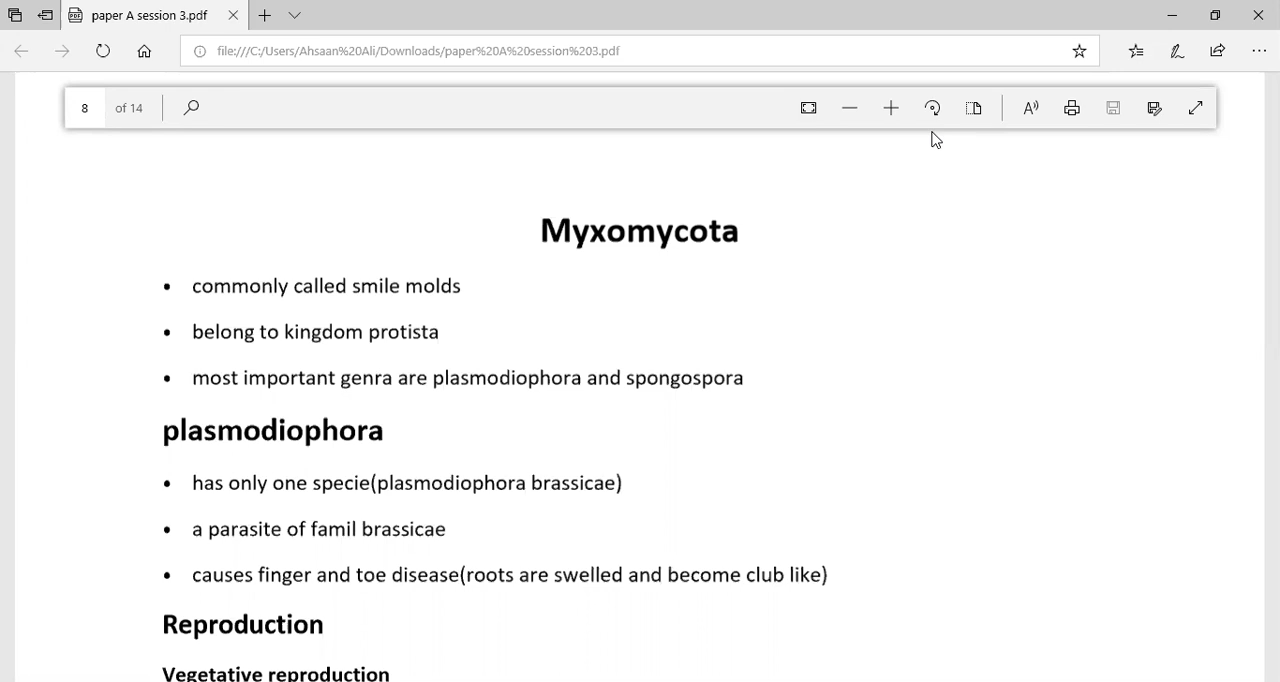 paper A session 3.pdf
file:///C:/Users/Ahsaan%20Ali/Downloads/paper%20A%20session%203.pdf
8 of 14
Myxomycota
• commonly called smile molds
• belong to kingdom protista
• most important genra are plasmodiophora and spongospora
plasmodiophora
• has only one specie(plasmodiophora brassicae)
• a parasite of famil brassicae
• causes finger and toe disease(roots are swelled and become club like)
Reproduction
Vegetative reproduction